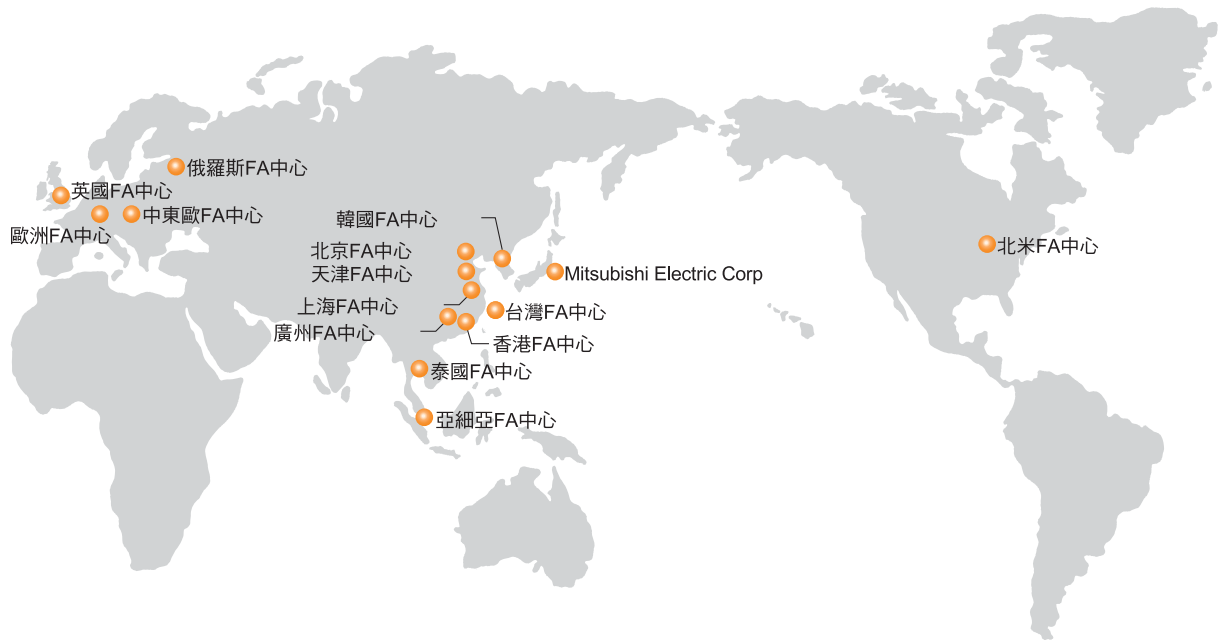 俄羅斯FA中心
英國FA中心
中東歐FA中心
歐洲FA中心
韓國FA中心
北京FA中心
天津FA中心
Mitsubishi Electric Corp
上海FA中心
台灣FA中心
廣州FA中心
香港FA中心
泰國FA中心
亞細亞FA中心
北米FA中心